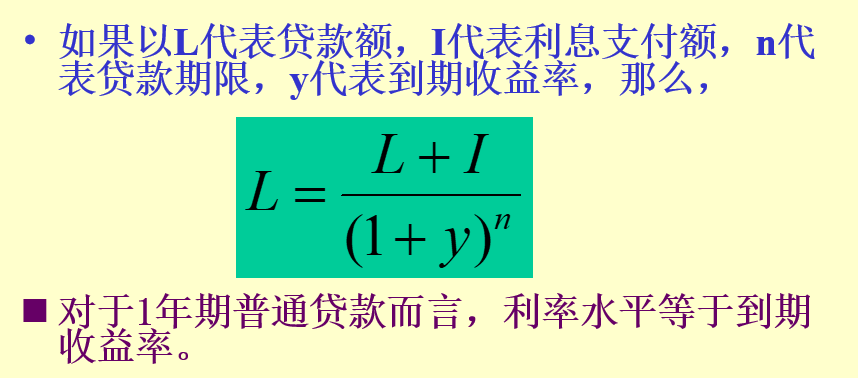 • 如果以L代表贷款额，I代表利息支付额，n代
表贷款期限，y代表到期收益率，那么，
L = \frac{L + I}{(1 + y)^n}
■ 对于1年期普通贷款而言，利率水平等于到期
收益率。